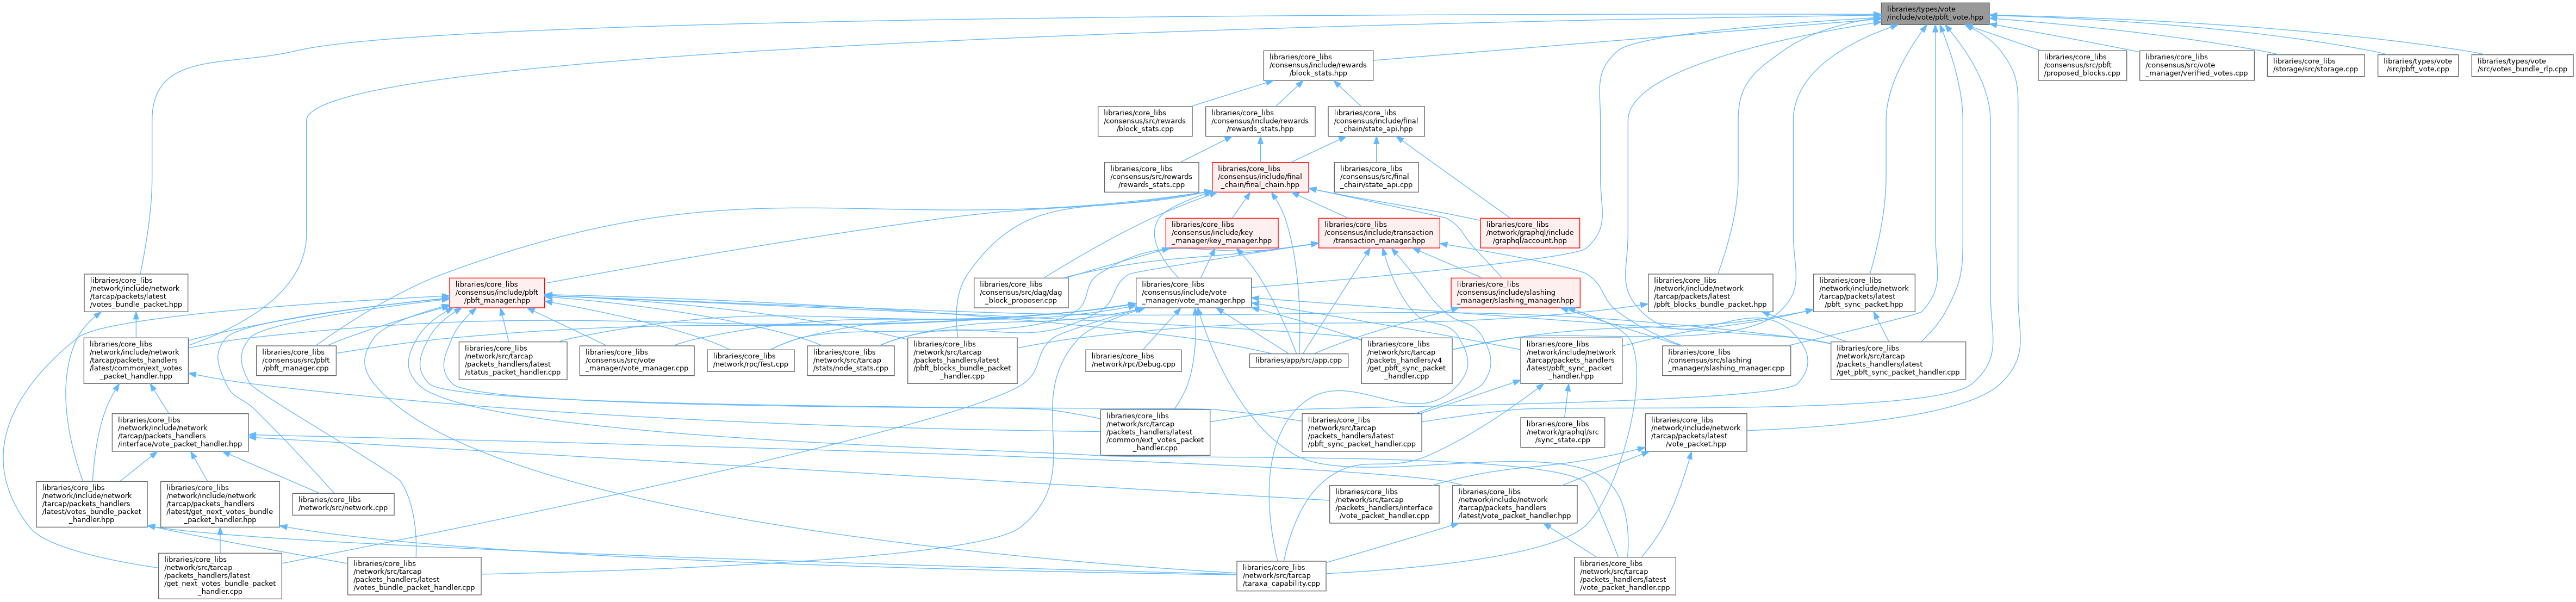 libraries/types/vote
/include/vote/pbft_vote.hpp
libraries/core_libs
/consensus/include/rewards
/block_stats.hpp
libraries/core_libs
/consensus/src/pbft
/proposed_blocks.cpp
libraries/core_libs
/consensus/src/vote
_manager/verified_votes.cpp
libraries/core_libs
/storage/src/storage.cpp
libraries/types/vote
/src/pbft_vote.cpp
libraries/types/vote
/src/votes_bundle_rlp.cpp
libraries/core_libs
/consensus/src/rewards
/block_stats.cpp
libraries/core_libs
/consensus/include/rewards
/rewards_stats.hpp
libraries/core_libs
/consensus/include/final
_chain/state_api.hpp
libraries/core_libs
/consensus/src/rewards
/rewards_stats.cpp
libraries/core_libs
/consensus/include/final
_chain/final_chain.hpp
libraries/core_libs
/consensus/src/final
_chain/state_api.cpp
libraries/core_libs
/consensus/include/key
_manager/key_manager.hpp
libraries/core_libs
/consensus/include/transaction
/transaction_manager.hpp
libraries/core_libs
/network/graphql/include
/graphql/account.hpp
libraries/core_libs
/network/include/network
/tarcap/packets/latest
/votes_bundle_packet.hpp
libraries/core_libs
/consensus/include/pbft
/pbft_manager.hpp
libraries/core_libs
/consensus/src/dag/dag
_block_proposer.cpp
libraries/core_libs
/consensus/include/vote
_manager/vote_manager.hpp
libraries/core_libs
/consensus/include/slashing
_manager/slashing_manager.hpp
libraries/core_libs
/network/include/network
/tarcap/packets/latest
/pbft_blocks_bundle_packet.hpp
libraries/core_libs
/network/include/network
/tarcap/packets/latest
/pbft_sync_packet.hpp
libraries/core_libs
/network/include/network
/tarcap/packets_handlers
/latest/common/ext_votes
_packet_handler.hpp
libraries/core_libs
/consensus/src/pbft
/pbft_manager.cpp
libraries/core_libs
/network/src/tarcap
/packets_handlers/latest
/status_packet_handler.cpp
libraries/core_libs
/consensus/src/vote
_manager/vote_manager.cpp
libraries/core_libs
/network/rpc/Test.cpp
libraries/core_libs
/network/src/tarcap
/stats/node_stats.cpp
libraries/core_libs
/network/src/tarcap
/packets_handlers/latest
/pbft_blocks_bundle_packet
_handler.cpp
libraries/core_libs
/network/rpc/Debug.cpp
libraries/app/src/app.cpp
libraries/core_libs
/network/src/tarcap
/packets_handlers/v4
/get_pbft_sync_packet
_handler.cpp
libraries/core_libs
/network/include/network
/tarcap/packets_handlers
/latest/pbft_sync_packet
_handler.hpp
libraries/core_libs
/consensus/src/slashing
_manager/slashing_manager.cpp
libraries/core_libs
/network/src/tarcap
/packets_handlers/latest
/get_pbft_sync_packet_handler.cpp
libraries/core_libs
/network/include/network
/tarcap/packets_handlers
/interface/vote_packet_handler.hpp
libraries/core_libs
/network/src/tarcap
/packets_handlers/latest
/common/ext_votes_packet
_handler.cpp
libraries/core_libs
/network/src/tarcap
/packets_handlers/latest
/pbft_sync_packet_handler.cpp
libraries/core_libs
/network/graphql/src
/sync_state.cpp
libraries/core_libs
/network/include/network
/tarcap/packets/latest
/vote_packet.hpp
libraries/core_libs
/network/include/network
/tarcap/packets_handlers
/latest/votes_bundle_packet
_handler.hpp
libraries/core_libs
/network/include/network
/tarcap/packets_handlers
/latest/get_next_votes_bundle
_packet_handler.hpp
libraries/core_libs
/network/src/network.cpp
libraries/core_libs
/network/src/tarcap
/packets_handlers/interface
/vote_packet_handler.cpp
libraries/core_libs
/network/include/network
/tarcap/packets_handlers
/latest/vote_packet_handler.hpp
libraries/core_libs
/network/src/tarcap
/packets_handlers/latest
/get_next_votes_bundle_packet
_handler.cpp
libraries/core_libs
/network/src/tarcap
/packets_handlers/latest
/votes_bundle_packet_handler.cpp
libraries/core_libs
/network/src/tarcap
/taraxa_capability.cpp
libraries/core_libs
/network/src/tarcap
/packets_handlers/latest
/vote_packet_handler.cpp